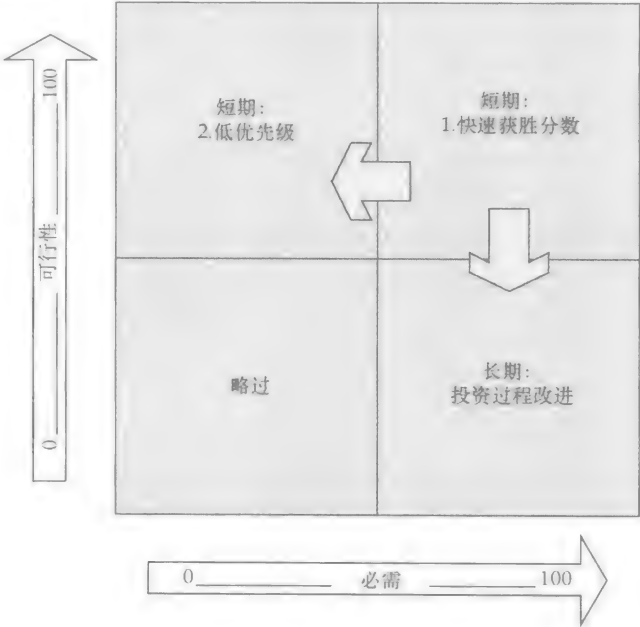 短期:
2.低优先级
短期:
1.快速获胜分数
100
可行性
0
略过
长期:
投资过程改进
0 必需 100